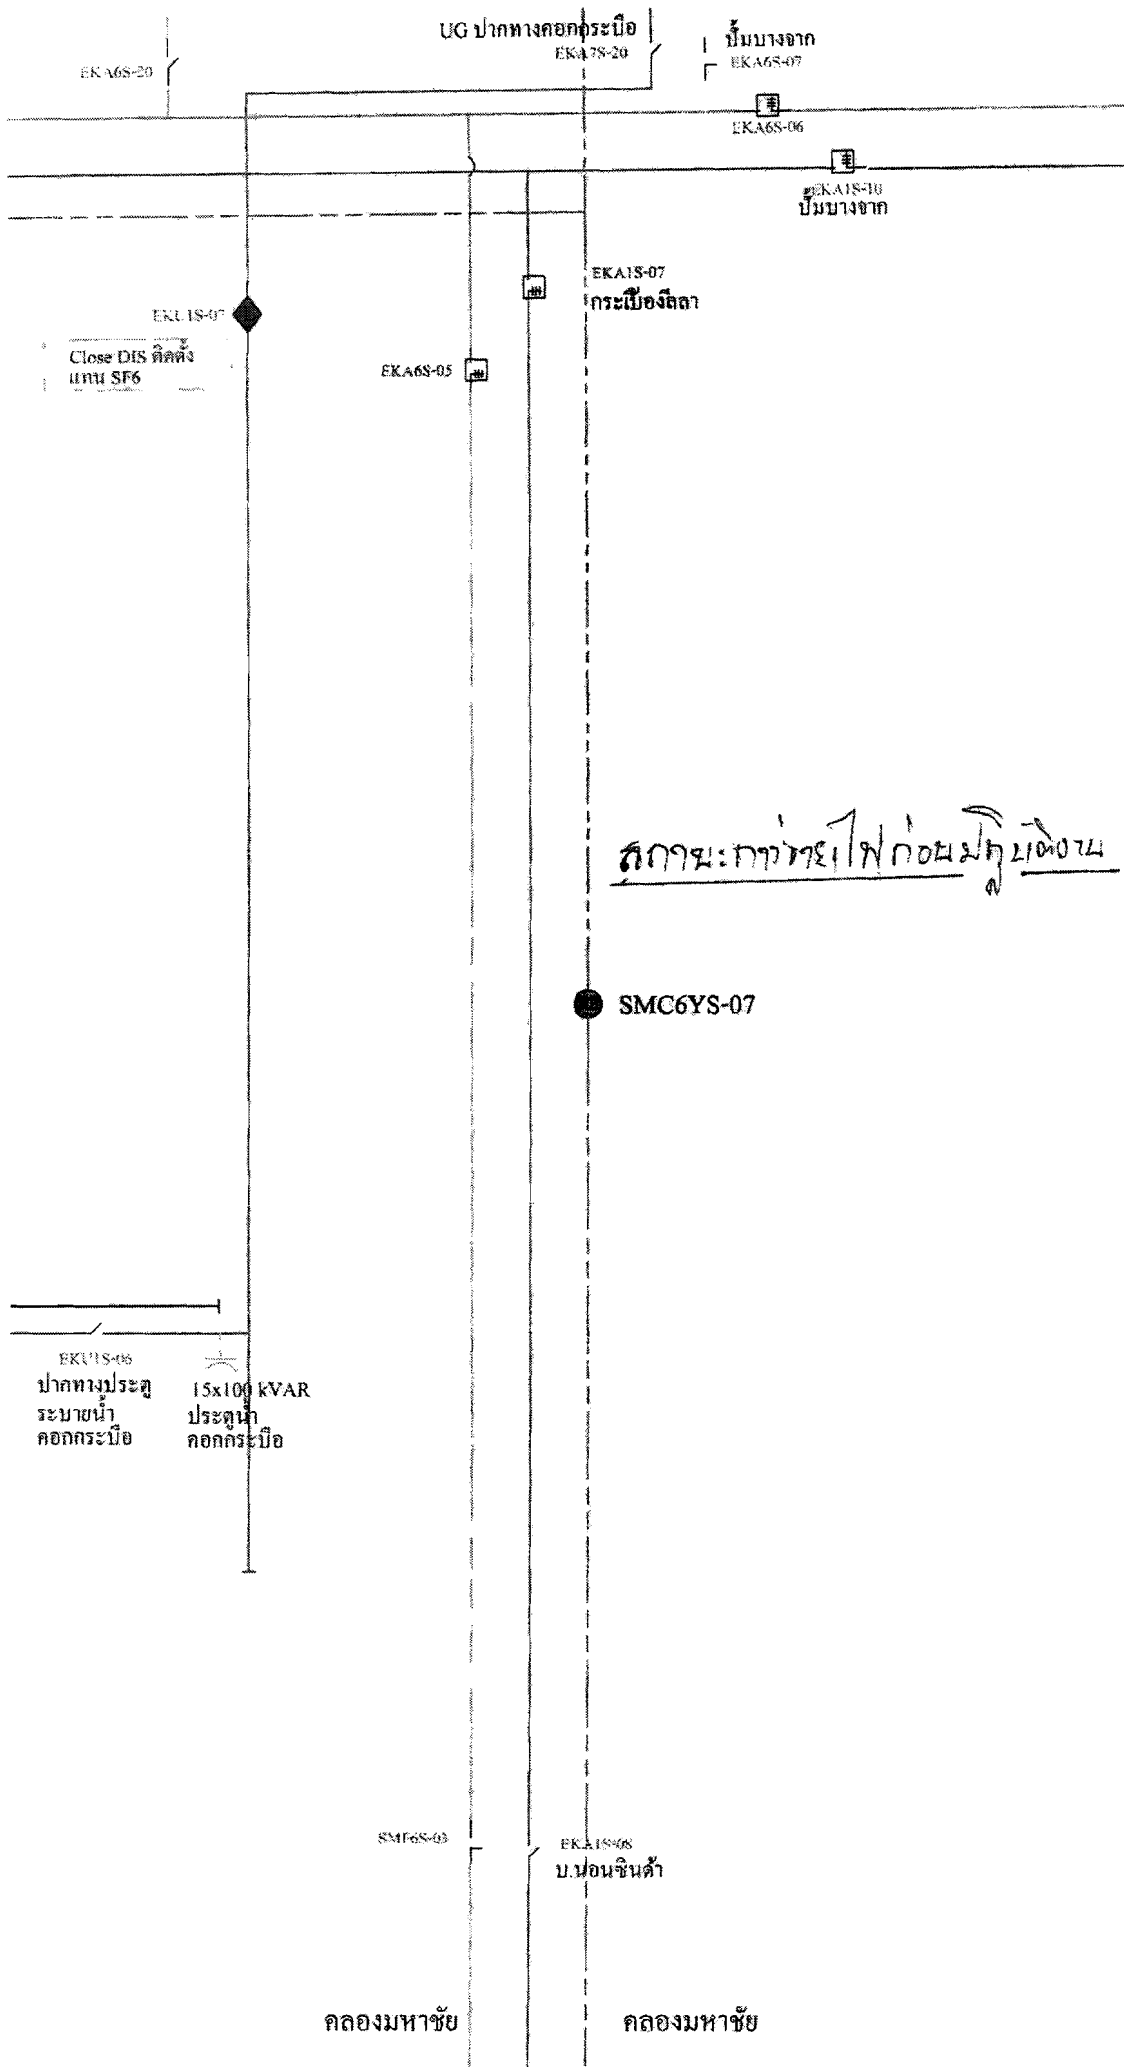 UG ปากทางคอกกระบือ
EKA7S-20
ปั๊มบางจาก
EKA6S-07
EKA6S-20
EKA6S-06
EKA1S-10
ปั๊มบางจาก
EKA1S-07
กระเบื้องลีลา
EKU1S-07
Close DIS ติดตั้ง
แทน SF6
EKA6S-05
สถานะการจ่ายไฟก่อนปฏิบัติงาน
SMC6YS-07
EKU1S-06
ปากทางประตู
ระบายน้ำ
คอกกระบือ
15x100 kVAR
ประตูน้ำ
คอกกระบือ
SMF6S-03
EKA1S-08
บ.นอนซินด้า
คลองมหาชัย
คลองมหาชัย